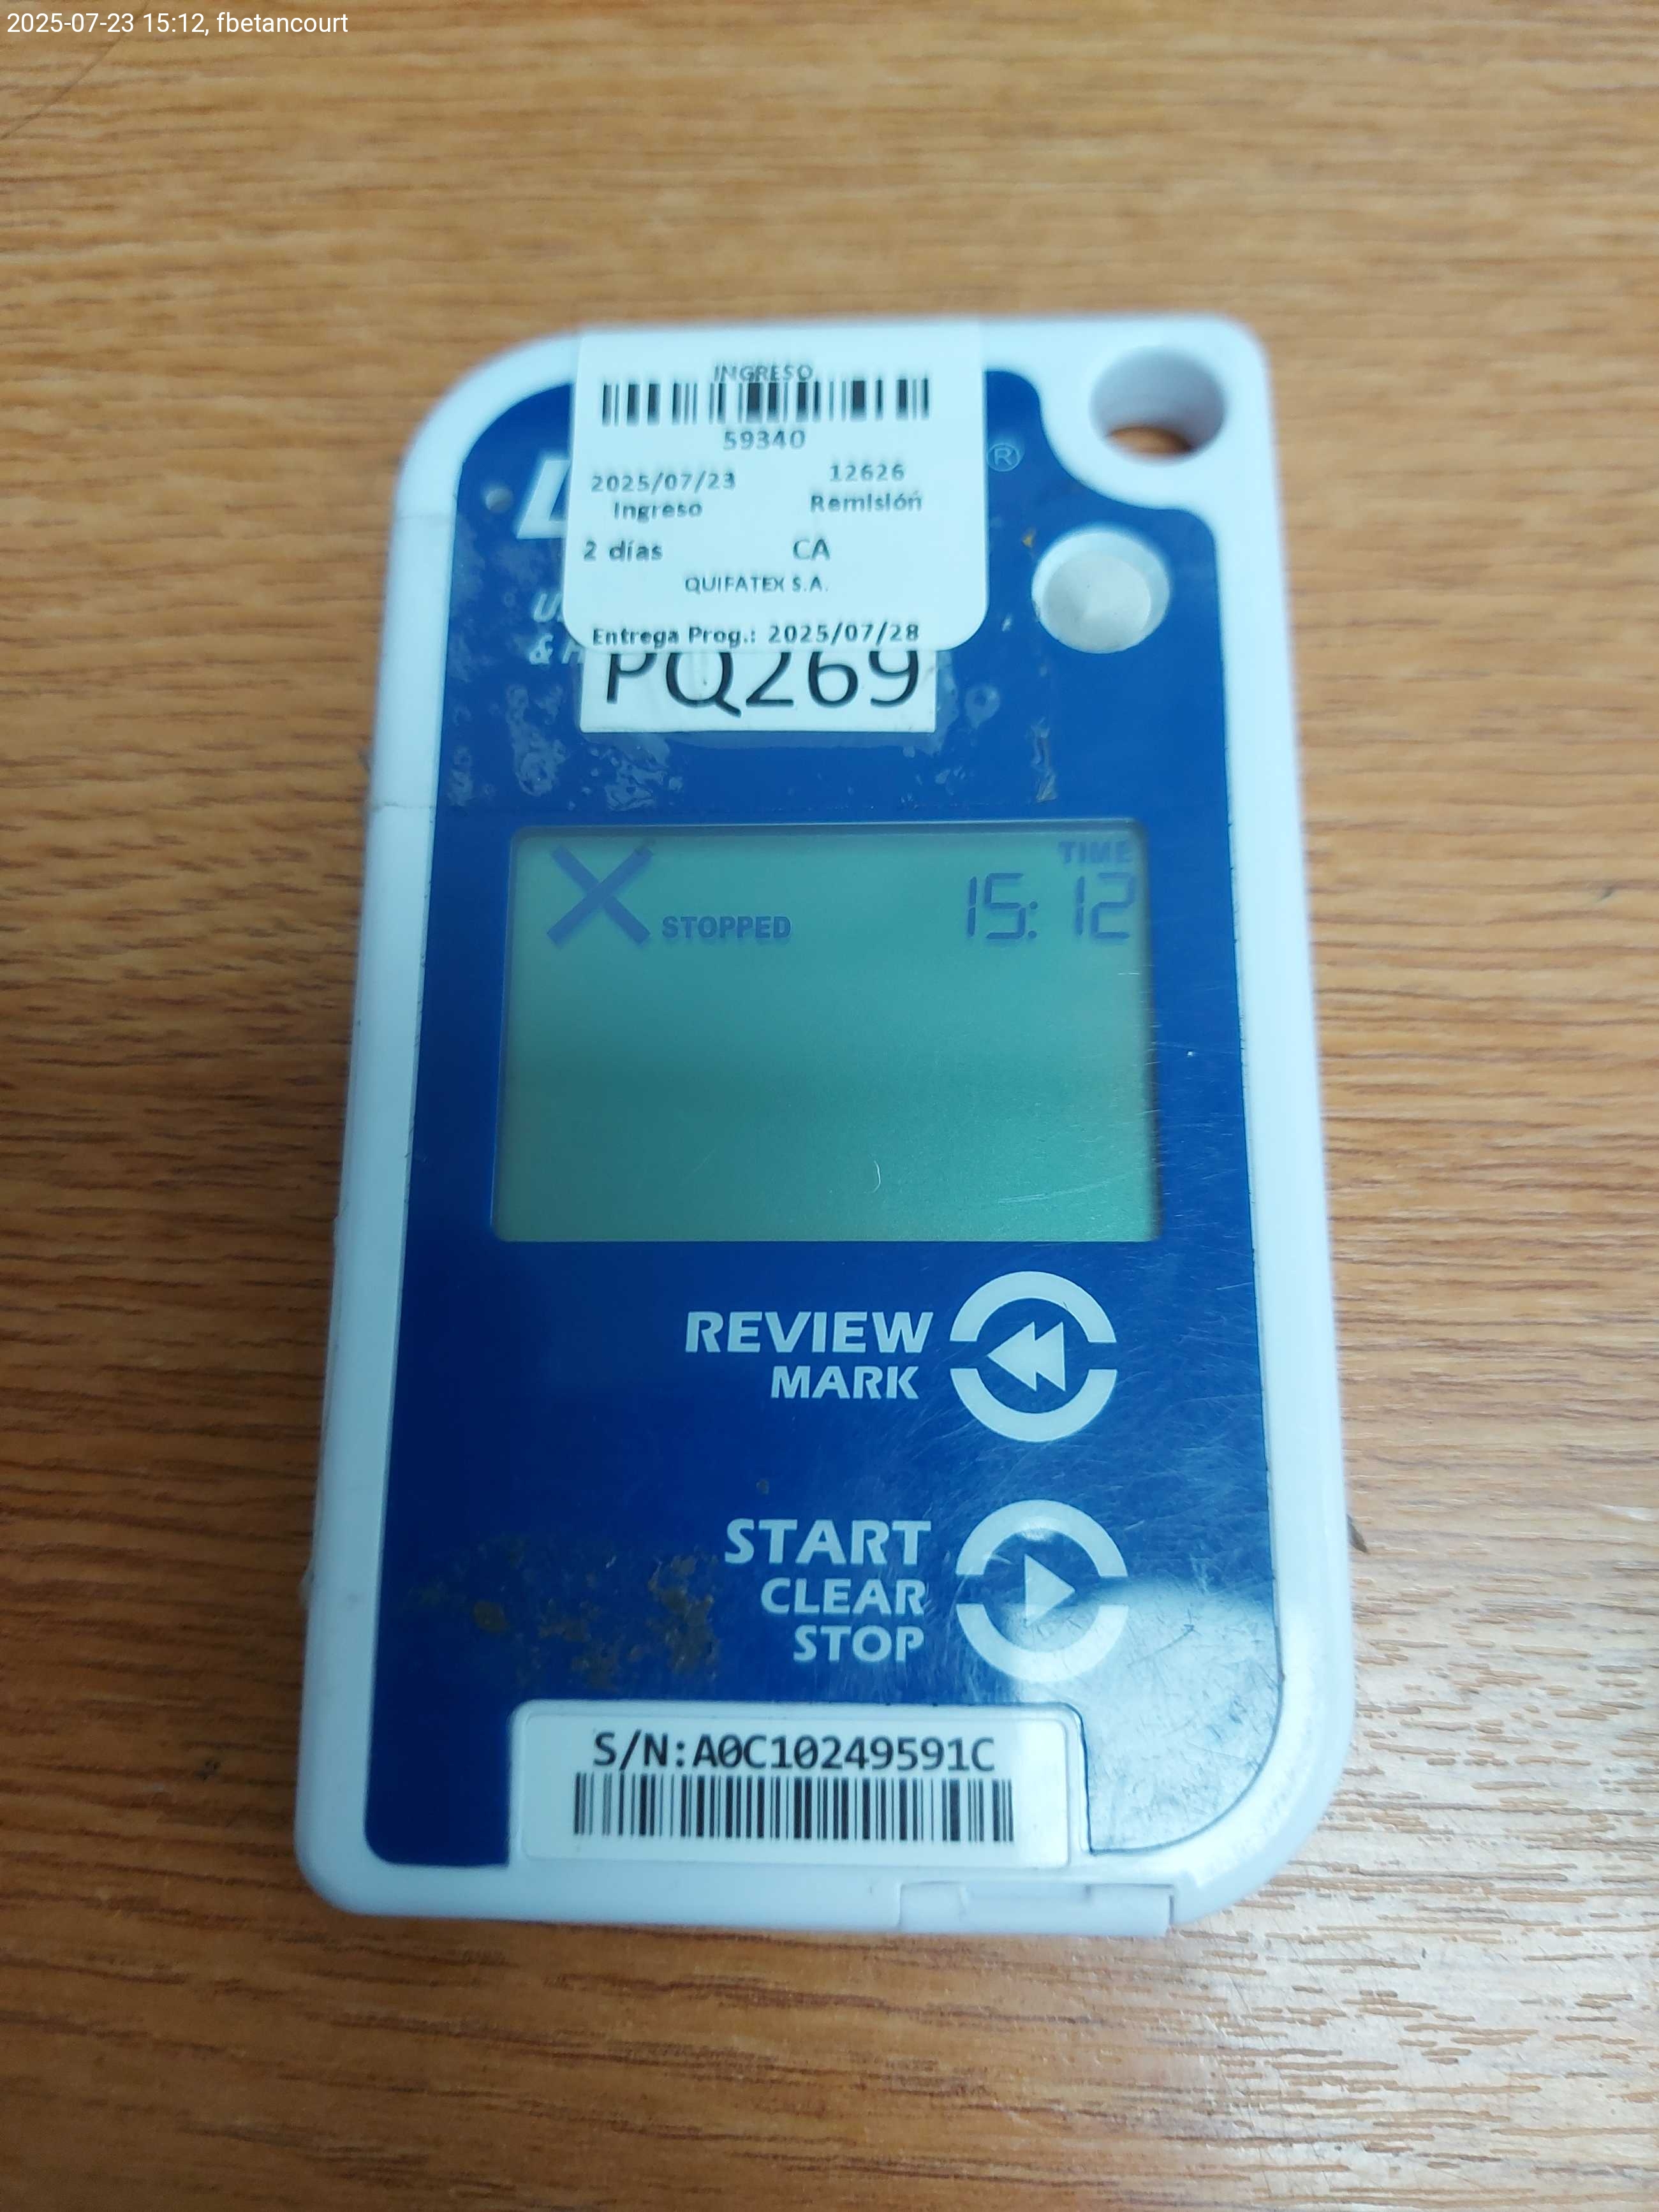 2025-07-23 15:12, fbetancourt
INGRESO
59340
2025/07/23 12626
Ingreso Remisión
2 días CA
QUIFATEX S.A.
Entrega Prog.: 2025/07/28
®
PQ269
TIME
15:12
STOPPED
REVIEW
MARK
START
CLEAR
STOP
S/N:A0C10249591C